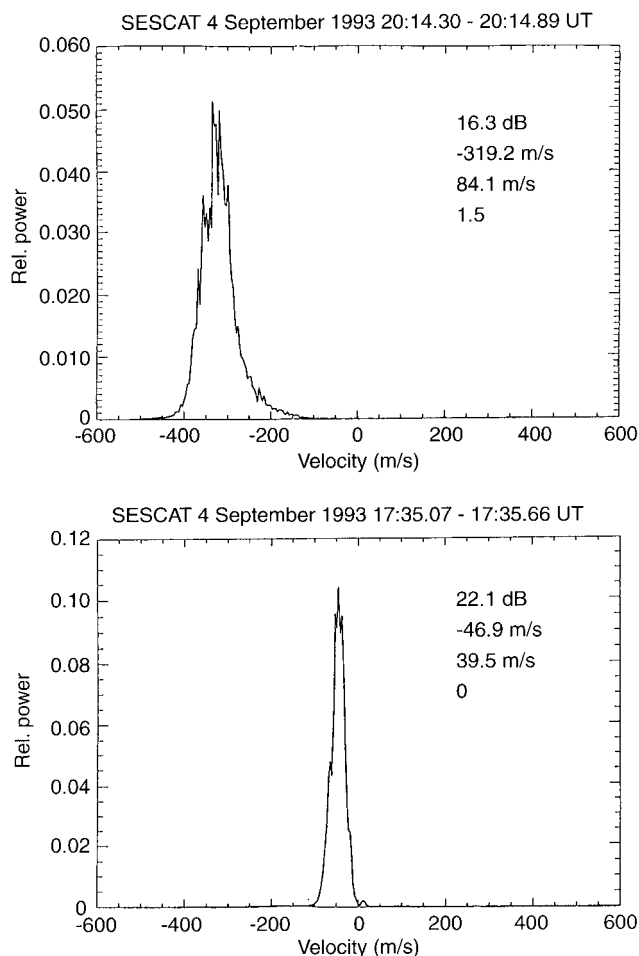 SESCAT 4 September 1993 20:14.30 - 20:14.89 UT
0.060
0.050
0.040
0.030
0.020
0.010
0
Rel. power
16.3 dB
-319.2 m/s
84.1 m/s
1.5
-600 -400 -200 0 200 400 600
Velocity (m/s)
SESCAT 4 September 1993 17:35.07 - 17:35.66 UT
0.12
0.10
0.08
0.06
0.04
0.02
0
Rel. power
22.1 dB
-46.9 m/s
39.5 m/s
0
-600 -400 -200 0 200 400 600
Velocity (m/s)